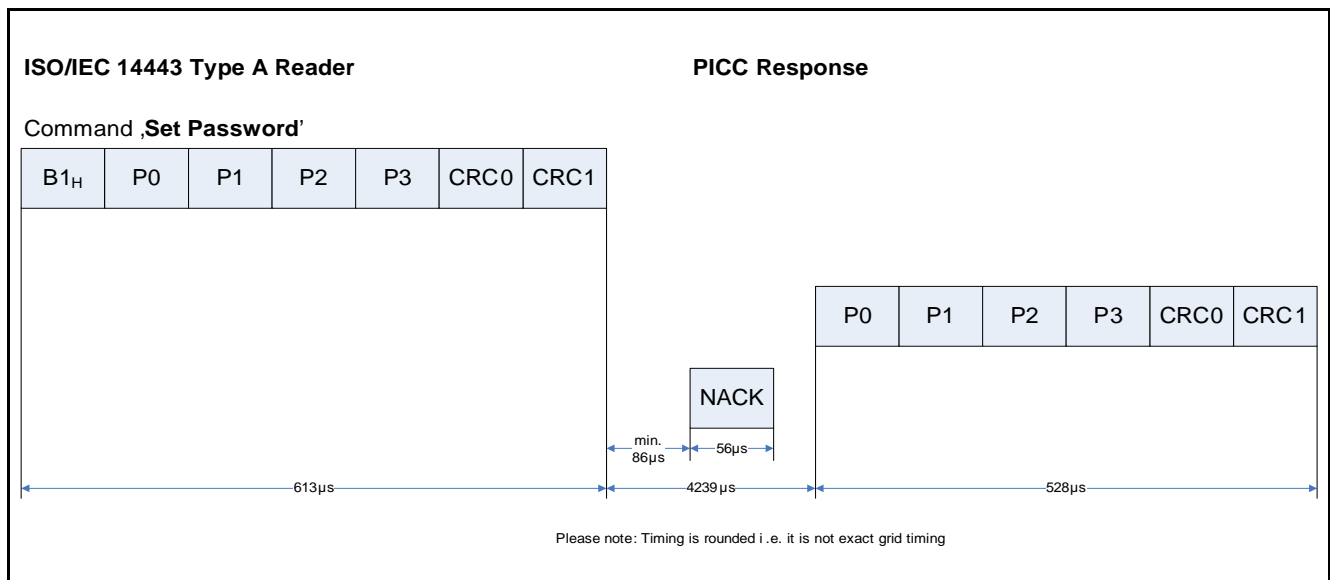 ISO/IEC 14443 Type A Reader
PICC Response
Command ‚Set Password’
B1H P0 P1 P2 P3 CRC0 CRC1
P0 P1 P2 P3 CRC0 CRC1
NACK
min.
86µs
56µs
613µs
4239µs
528µs
Please note: Timing is rounded i .e. it is not exact grid timing